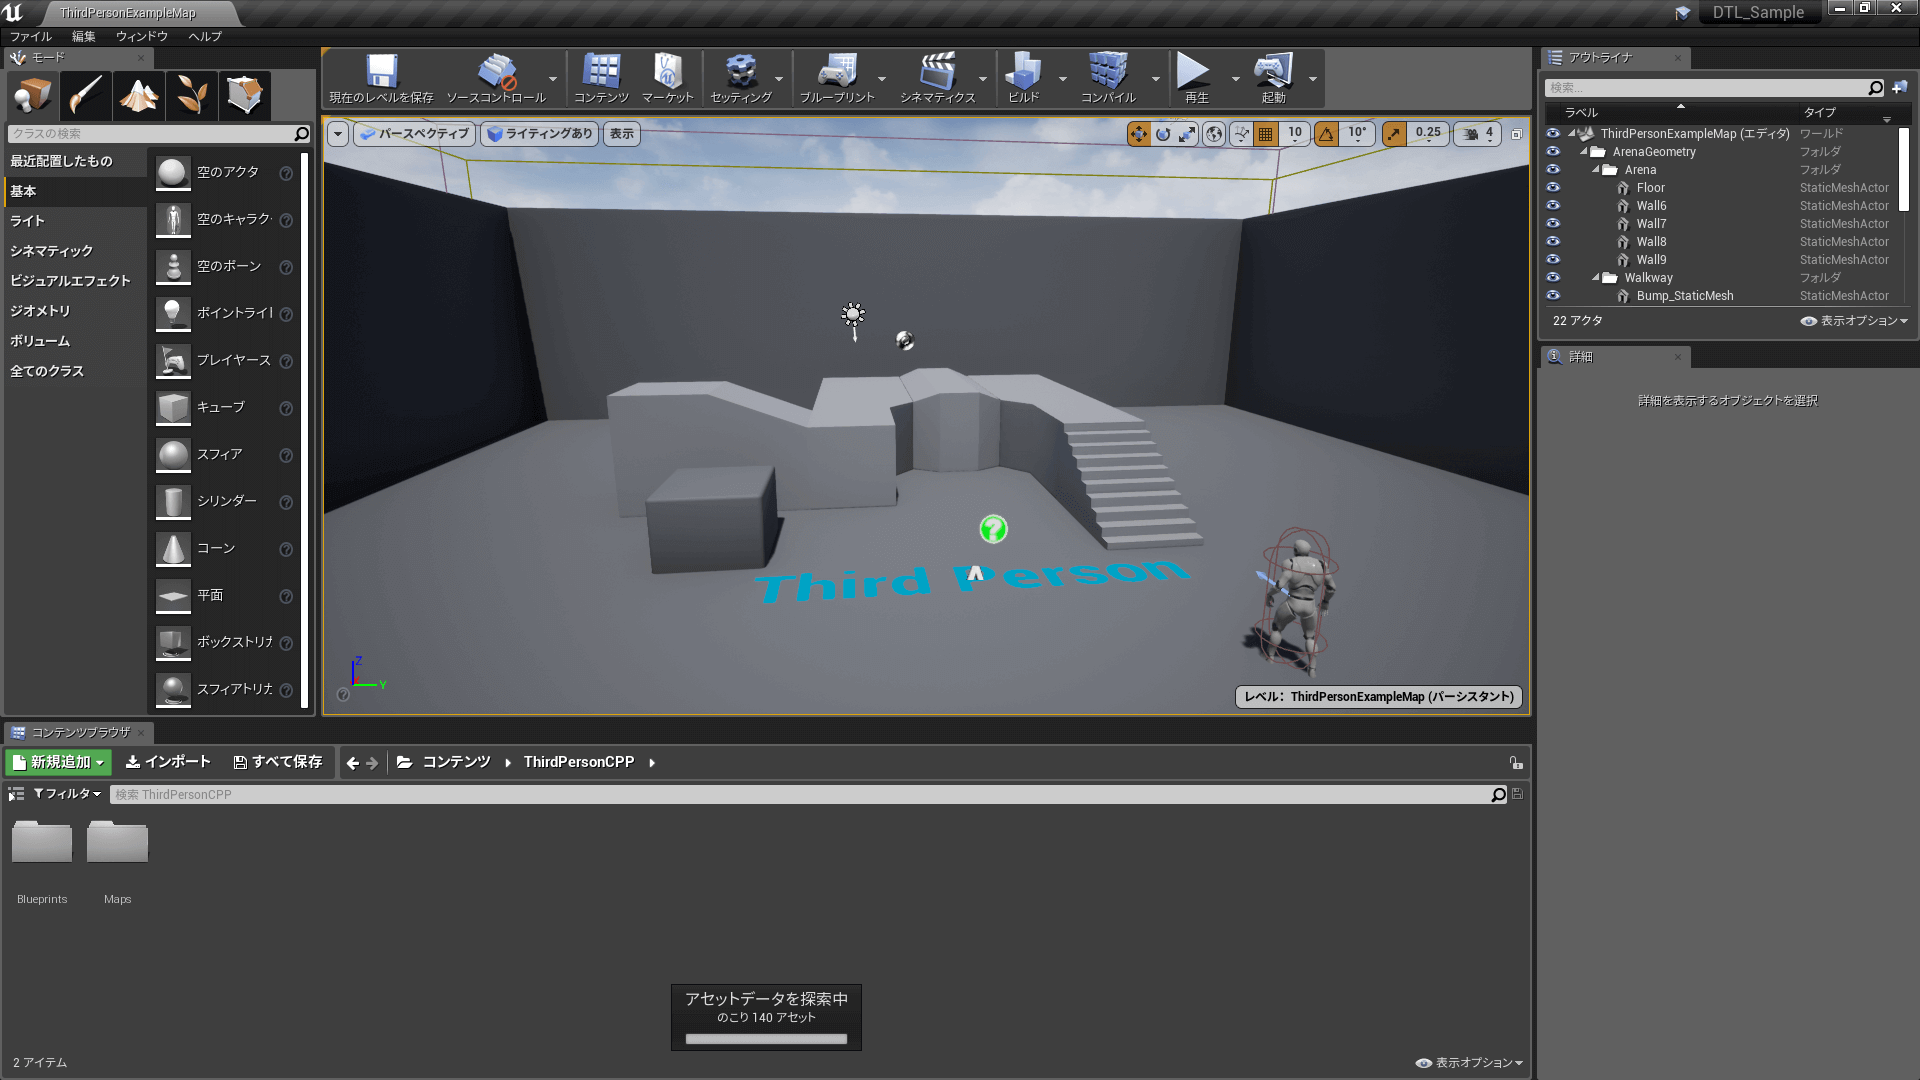 ThirdPersonExampleMap
DTL_Sample
ファイル 編集 ウィンドウ ヘルプ
モード
現在のレベルを保存 ソースコントロール コンテンツ マーケット セッティング ブループリント シネマティクス ビルド コンパイル 再生 起動
クラスの検索
最近配置したもの
基本
ライト
シネマティック
ビジュアルエフェクト
ジオメトリ
ボリューム
全てのクラス
空のアクタ
空のキャラク
空のポーン
ポイントライ
プレイヤース
キューブ
スフィア
シリンダー
コーン
平面
ボックストリガ
スフィアトリガ
パースペクティブ ライティングあり 表示
10 10° 0.25 4
Third Person
Z
Y
レベル: ThirdPersonExampleMap (パーシスタント)
アウトライナ
検索...
ラベル タイプ
ThirdPersonExampleMap (エディタ) ワールド
ArenaGeometry フォルダ
Arena フォルダ
Floor StaticMeshActor
Wall6 StaticMeshActor
Wall7 StaticMeshActor
Wall8 StaticMeshActor
Wall9 StaticMeshActor
Walkway フォルダ
Bump_StaticMesh StaticMeshActor
22 アクタ 表示オプション
詳細
詳細を表示するオブジェクトを選択
コンテンツブラウザ
新規追加 インポート すべて保存 コンテンツ ThirdPersonCPP
フィルタ 検索 ThirdPersonCPP
Blueprints Maps
アセットデータを探索中
のこり 140 アセット
2 アイテム 表示オプション